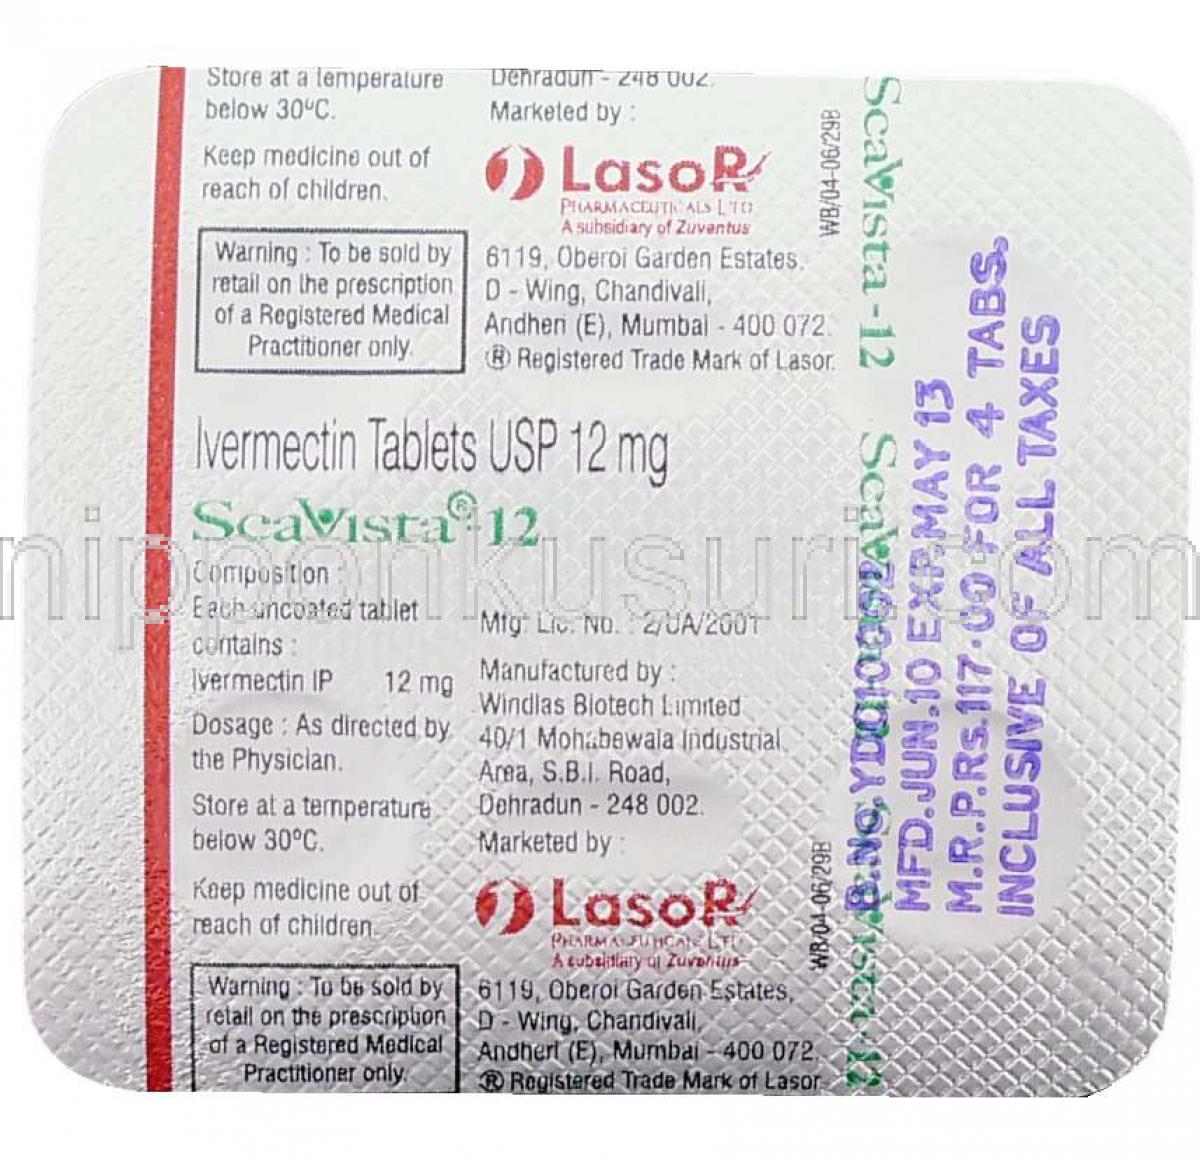 Store at a temperature
below 30ºC.
Keep medicine out of
reach of children.
Warning : To be sold by
retail on the prescription
of a Registered Medical
Practitioner only.
Dehradun - 248 002.
Marketed by :
LasoR
PHARMACEUTICALS LTD
A subsidiary of Zuventus
6119, Oberoi Garden Estates,
D - Wing, Chandivali,
Andheri (E), Mumbai - 400 072.
® Registered Trade Mark of Lasor.
WB/04-06/29B
Scavista - 12
Ivermectin Tablets USP 12 mg
Scavista®-12
nipponkusuri.com
Composition :
Each uncoated tablet
contains :
Ivermectin IP 12 mg
Dosage : As directed by
the Physician.
Store at a temperature
below 30ºC.
Keep medicine out of
reach of children.
Warning : To be sold by
retail on the prescription
of a Registered Medical
Practitioner only.
Mfg. Lic. No. : 2/UA/2001
Manufactured by :
Windlas Biotech Limited
40/1 Mohabewala Industrial
Area, S.B.I. Road,
Dehradun - 248 002.
Marketed by :
LasoR
PHARMACEUTICALS LTD
A subsidiary of Zuventus
6119, Oberoi Garden Estates,
D - Wing, Chandivali,
Andheri (E), Mumbai - 400 072.
® Registered Trade Mark of Lasor
WB/04-06/29B
Scavista-12
B.No.
MFD.JUN.10 EXP.MAY 13
M.R.P.Rs.117.00 FOR 4 TABS.
INCLUSIVE OF ALL TAXES